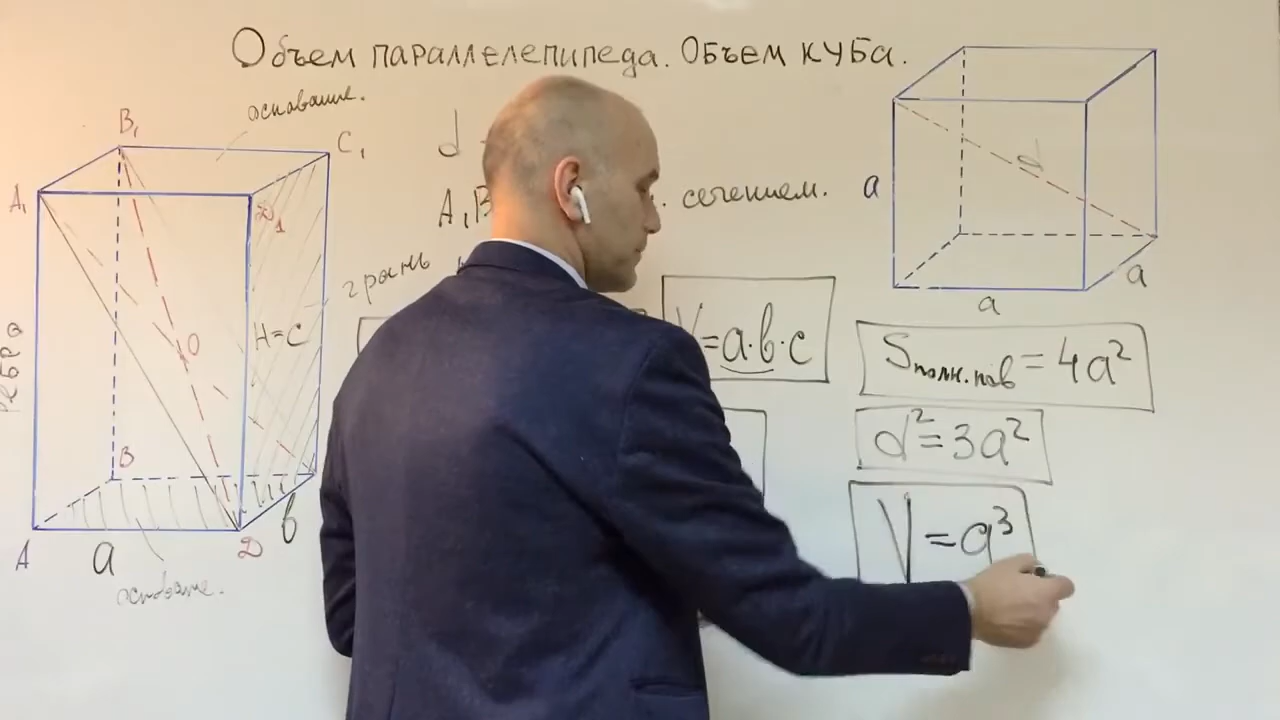 Объем параллелепипеда. Объем куба.
основание.
B₁
C₁
d
A₁
D₁
A₁B
сечением.
d
a
грань
a
a
H=c
O
ребро
V=a·b·c
Sполн.пов=4a²
d²=3a²
V=a³
B
b
A
a
D
основание.